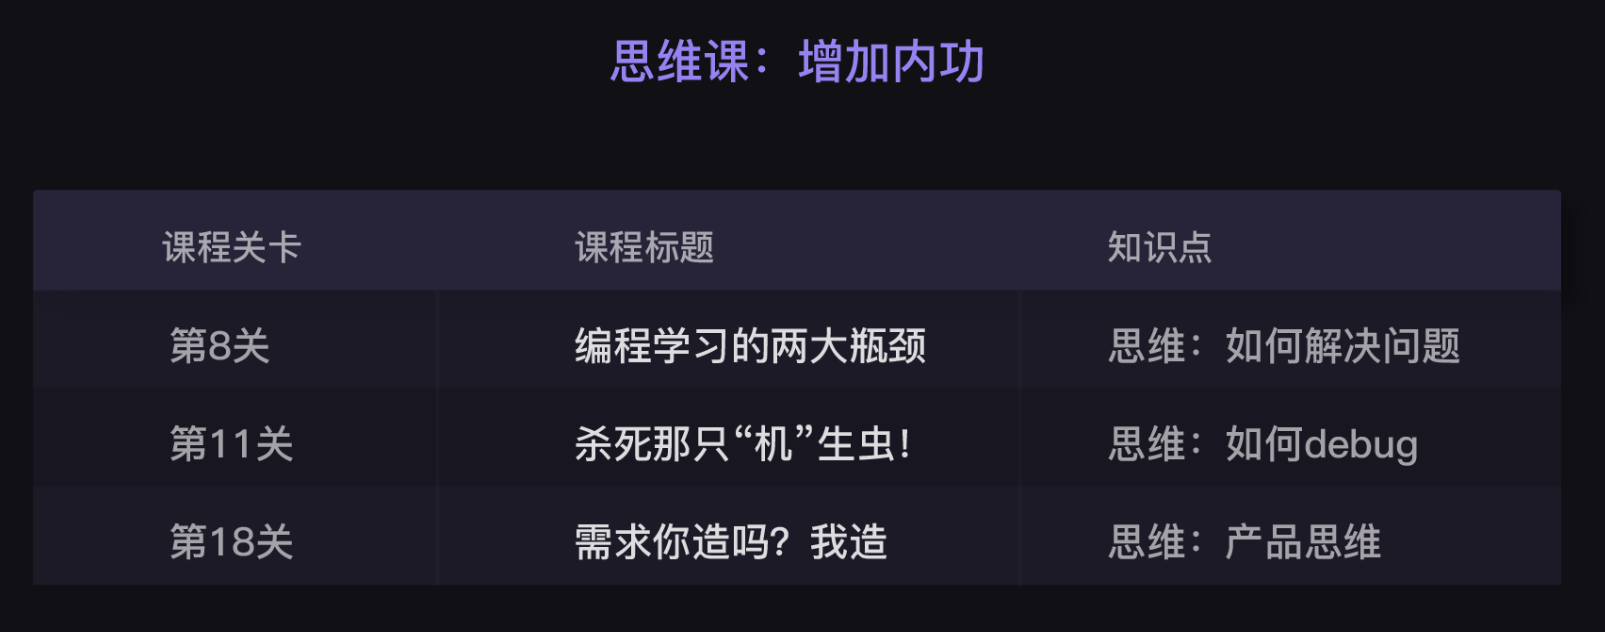 思维课：增加内功
课程关卡 课程标题 知识点
第8关 编程学习的两大瓶颈 思维：如何解决问题
第11关 杀死那只“机”生虫！ 思维：如何debug
第18关 需求你造吗？我造 思维：产品思维